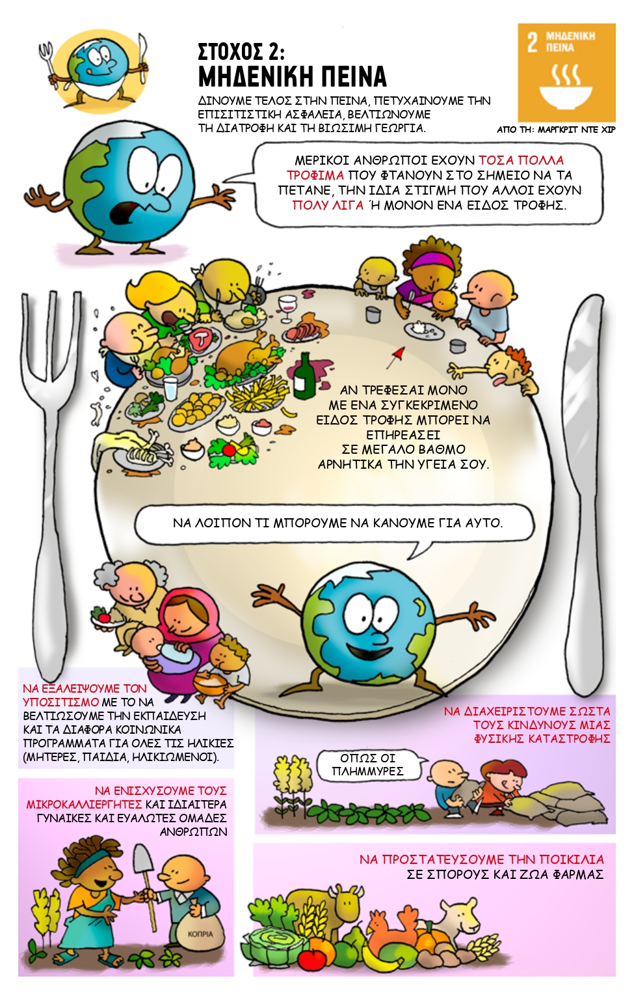 ΣΤΟΧΟΣ 2:
ΜΗΔΕΝΙΚΗ ΠΕΙΝΑ
ΔΙΝΟΥΜΕ ΤΕΛΟΣ ΣΤΗΝ ΠΕΙΝΑ, ΠΕΤΥΧΑΙΝΟΥΜΕ ΤΗΝ
ΕΠΙΣΙΤΙΣΤΙΚΗ ΑΣΦΑΛΕΙΑ, ΒΕΛΤΙΩΝΟΥΜΕ
ΤΗ ΔΙΑΤΡΟΦΗ ΚΑΙ ΤΗ ΒΙΩΣΙΜΗ ΓΕΩΡΓΙΑ.
2 ΜΗΔΕΝΙΚΗ
ΠΕΙΝΑ
ΑΠΟ ΤΗ: ΜΑΡΓΚΡΙΤ ΝΤΕ ΧΙΡ
ΜΕΡΙΚΟΙ ΑΝΘΡΩΠΟΙ ΕΧΟΥΝ ΤΟΣΑ ΠΟΛΛΑ
ΤΡΟΦΙΜΑ ΠΟΥ ΦΤΑΝΟΥΝ ΣΤΟ ΣΗΜΕΙΟ ΝΑ ΤΑ
ΠΕΤΑΝΕ, ΤΗΝ ΙΔΙΑ ΣΤΙΓΜΗ ΠΟΥ ΑΛΛΟΙ ΕΧΟΥΝ
ΠΟΛΥ ΛΙΓΑ Ή ΜΟΝΟΝ ΕΝΑ ΕΙΔΟΣ ΤΡΟΦΗΣ.
ΑΝ ΤΡΕΦΕΣΑΙ ΜΟΝΟ
ΜΕ ΕΝΑ ΣΥΓΚΕΚΡΙΜΕΝΟ
ΕΙΔΟΣ ΤΡΟΦΗΣ ΜΠΟΡΕΙ ΝΑ
ΕΠΗΡΕΑΣΕΙ
ΣΕ ΜΕΓΑΛΟ ΒΑΘΜΟ
ΑΡΝΗΤΙΚΑ ΤΗΝ ΥΓΕΙΑ ΣΟΥ.
ΝΑ ΛΟΙΠΟΝ ΤΙ ΜΠΟΡΟΥΜΕ ΝΑ ΚΑΝΟΥΜΕ ΓΙΑ ΑΥΤΟ.
ΝΑ ΕΞΑΛΕΙΨΟΥΜΕ ΤΟΝ
ΥΠΟΣΙΤΙΣΜΟ ΜΕ ΤΟ ΝΑ
ΒΕΛΤΙΩΣΟΥΜΕ ΤΗΝ ΕΚΠΑΙΔΕΥΣΗ
ΚΑΙ ΤΑ ΔΙΑΦΟΡΑ ΚΟΙΝΩΝΙΚΑ
ΠΡΟΓΡΑΜΜΑΤΑ ΓΙΑ ΟΛΕΣ ΤΙΣ ΗΛΙΚΙΕΣ
(ΜΗΤΕΡΕΣ, ΠΑΙΔΙΑ, ΗΛΙΚΙΩΜΕΝΟΙ).
ΝΑ ΔΙΑΧΕΙΡΙΣΤΟΥΜΕ ΣΩΣΤΑ
ΤΟΥΣ ΚΙΝΔΥΝΟΥΣ ΜΙΑΣ
ΦΥΣΙΚΗΣ ΚΑΤΑΣΤΡΟΦΗΣ
ΟΠΩΣ ΟΙ
ΠΛΗΜΜΥΡΕΣ
ΝΑ ΕΝΙΣΧΥΣΟΥΜΕ ΤΟΥΣ
ΜΙΚΡΟΚΑΛΛΙΕΡΓΗΤΕΣ ΚΑΙ ΙΔΙΑΙΤΕΡΑ
ΓΥΝΑΙΚΕΣ ΚΑΙ ΕΥΑΛΩΤΕΣ ΟΜΑΔΕΣ
ΑΝΘΡΩΠΩΝ
ΚΟΠΡΙΑ
ΝΑ ΠΡΟΣΤΑΤΕΥΣΟΥΜΕ ΤΗΝ ΠΟΙΚΙΛΙΑ
ΣΕ ΣΠΟΡΟΥΣ ΚΑΙ ΖΩΑ ΦΑΡΜΑΣ